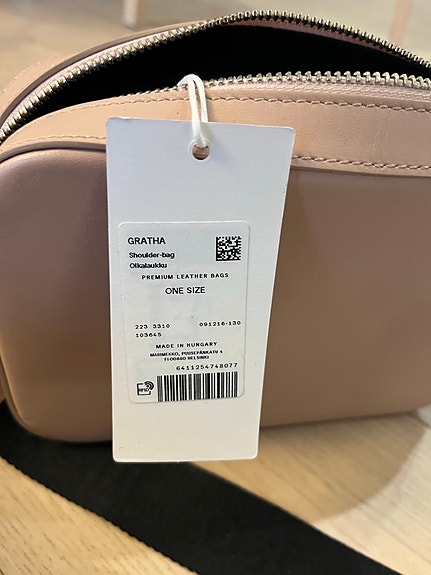 GRATHA
Shoulder-bag
Olkalaukku
PREMIUM LEATHER BAGS
ONE SIZE
223 3310 091216-130
103645
MADE IN HUNGARY
MARIMEKKO, PUUSEPÄNKATU 4
FI-00880 HELSINKI
6411254748077
RFID